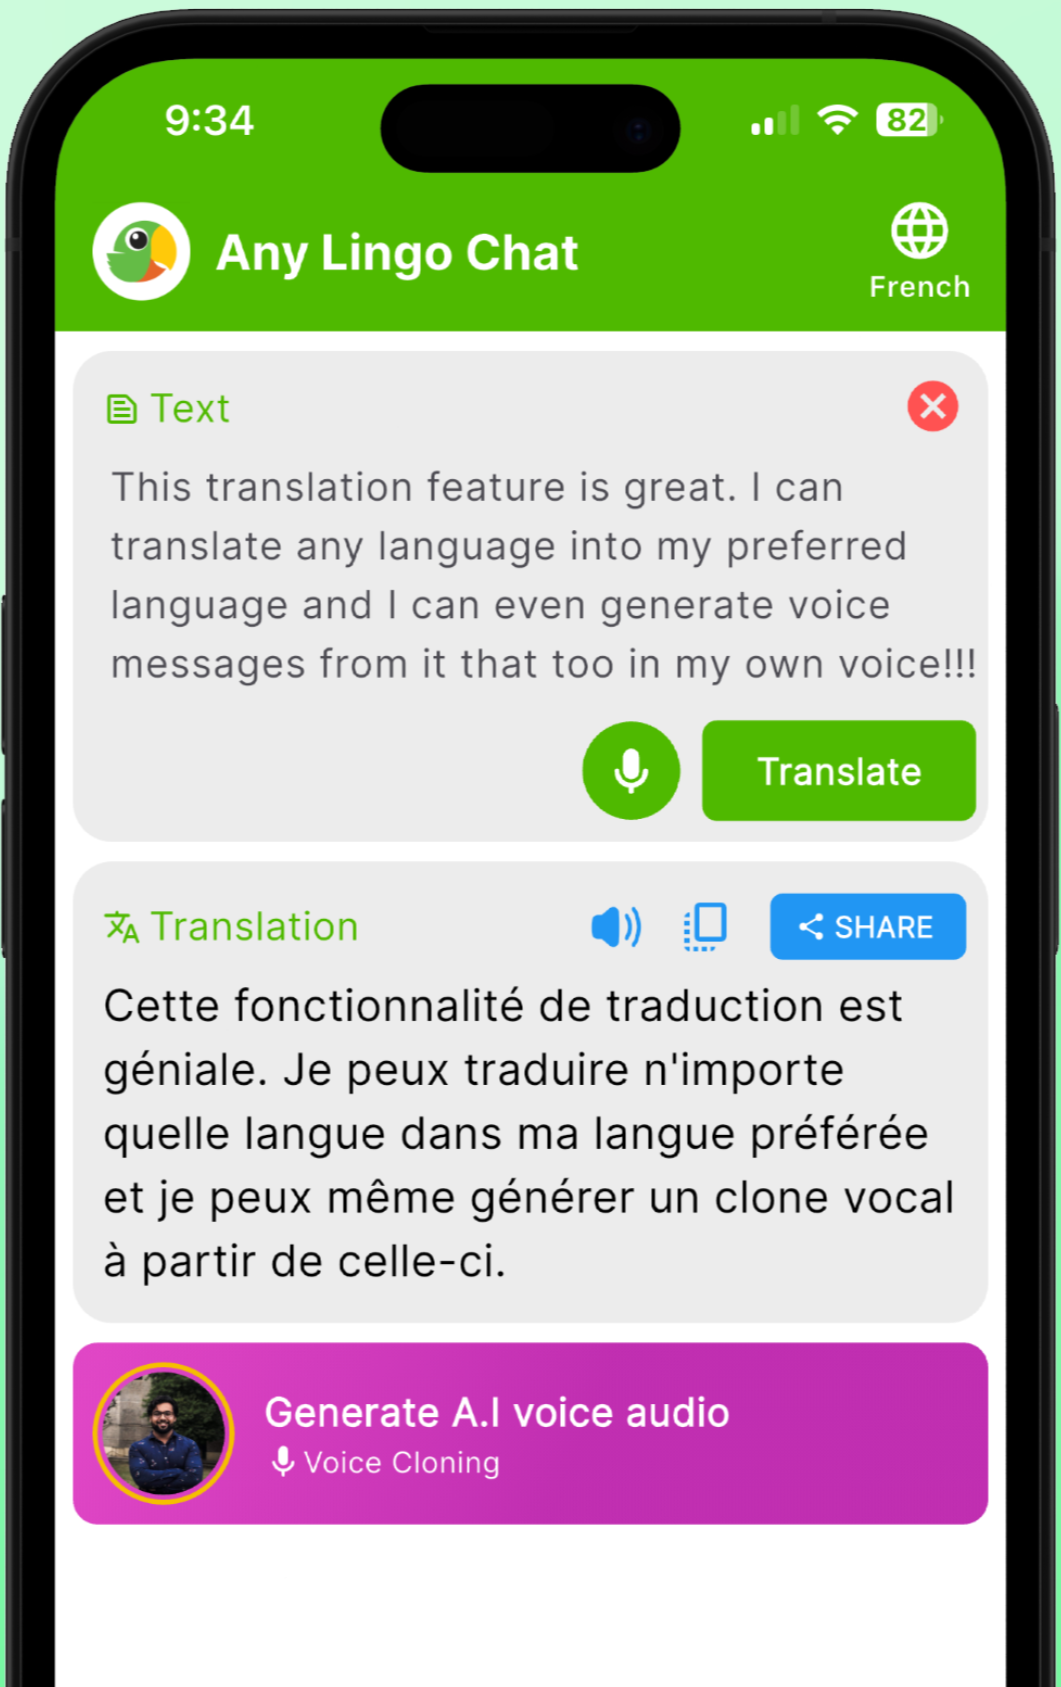 9:34
82
Any Lingo Chat
French
Text
This translation feature is great. I can
translate any language into my preferred
language and I can even generate voice
messages from it that too in my own voice!!!
Translate
Translation
SHARE
Cette fonctionnalité de traduction est
géniale. Je peux traduire n'importe
quelle langue dans ma langue préférée
et je peux même générer un clone vocal
à partir de celle-ci.
Generate A.I voice audio
Voice Cloning